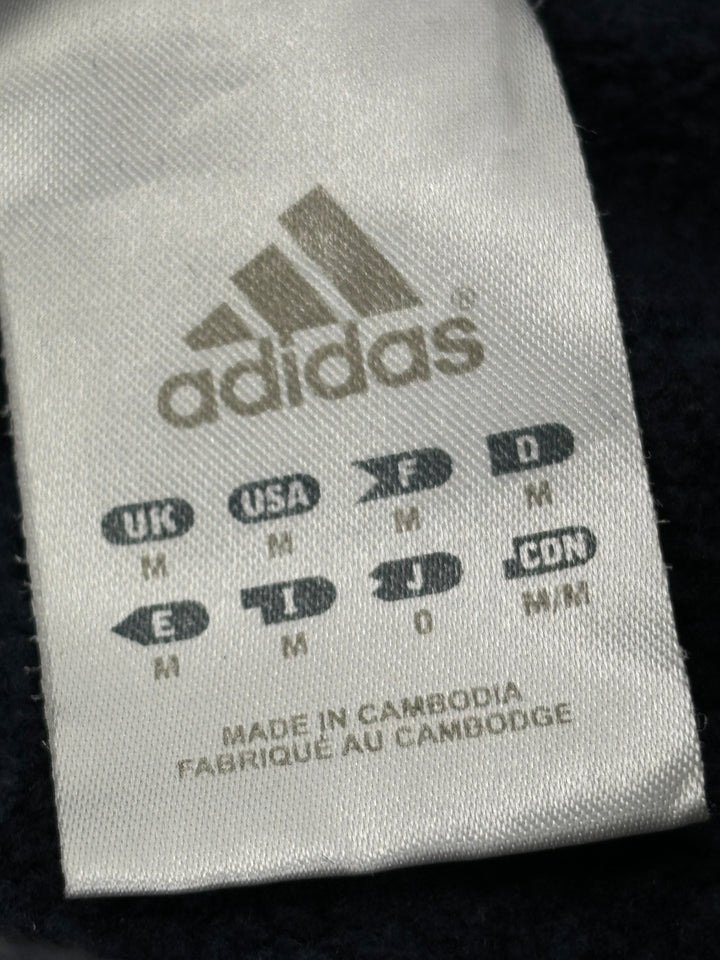 adidas®
UK USA F D
M M M M
E I J CDN
M M O M/M
MADE IN CAMBODIA
FABRIQUÉ AU CAMBODGE